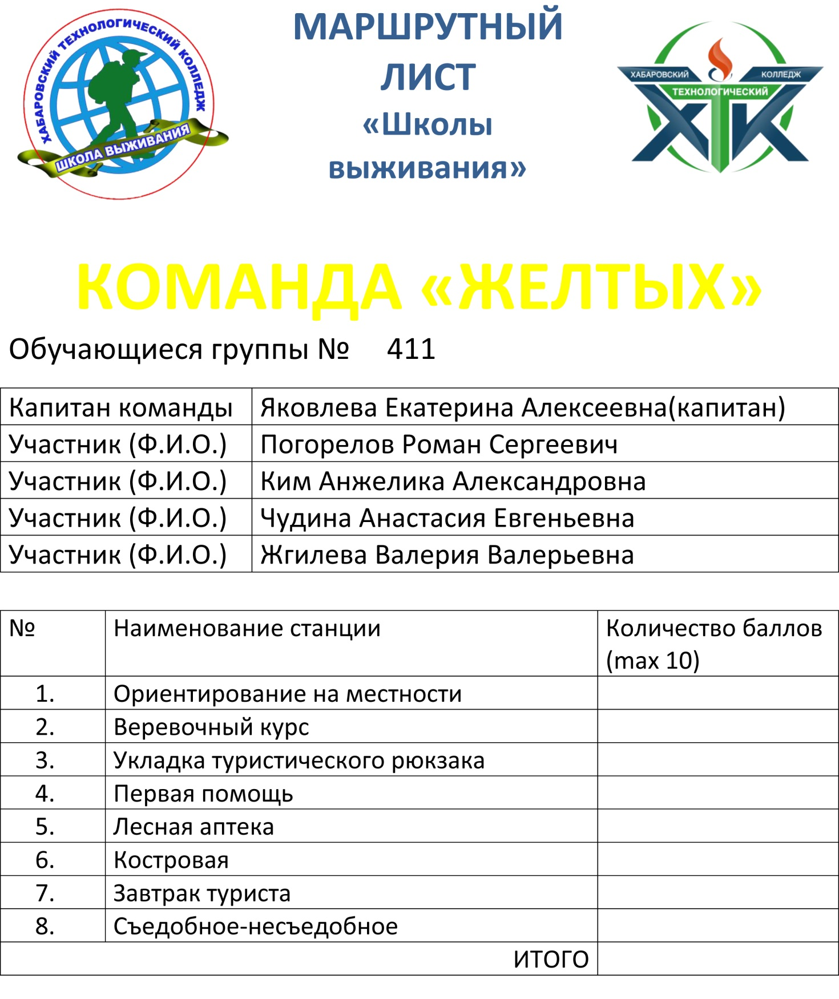 ХАБАРОВСКИЙ ТЕХНОЛОГИЧЕСКИЙ КОЛЛЕДЖ
ШКОЛА ВЫЖИВАНИЯ
МАРШРУТНЫЙ
ЛИСТ
«Школы
выживания»
ХАБАРОВСКИЙ КОЛЛЕДЖ
ТЕХНОЛОГИЧЕСКИЙ
ХТК
КОМАНДА «ЖЕЛТЫХ»
Обучающиеся группы № 411
Капитан команды Яковлева Екатерина Алексеевна(капитан)
Участник (Ф.И.О.) Погорелов Роман Сергеевич
Участник (Ф.И.О.) Ким Анжелика Александровна
Участник (Ф.И.О.) Чудина Анастасия Евгеньевна
Участник (Ф.И.О.) Жгилева Валерия Валерьевна
№ Наименование станции Количество баллов
(max 10)
1. Ориентирование на местности
2. Веревочный курс
3. Укладка туристического рюкзака
4. Первая помощь
5. Лесная аптека
6. Костровая
7. Завтрак туриста
8. Съедобное-несъедобное
ИТОГО